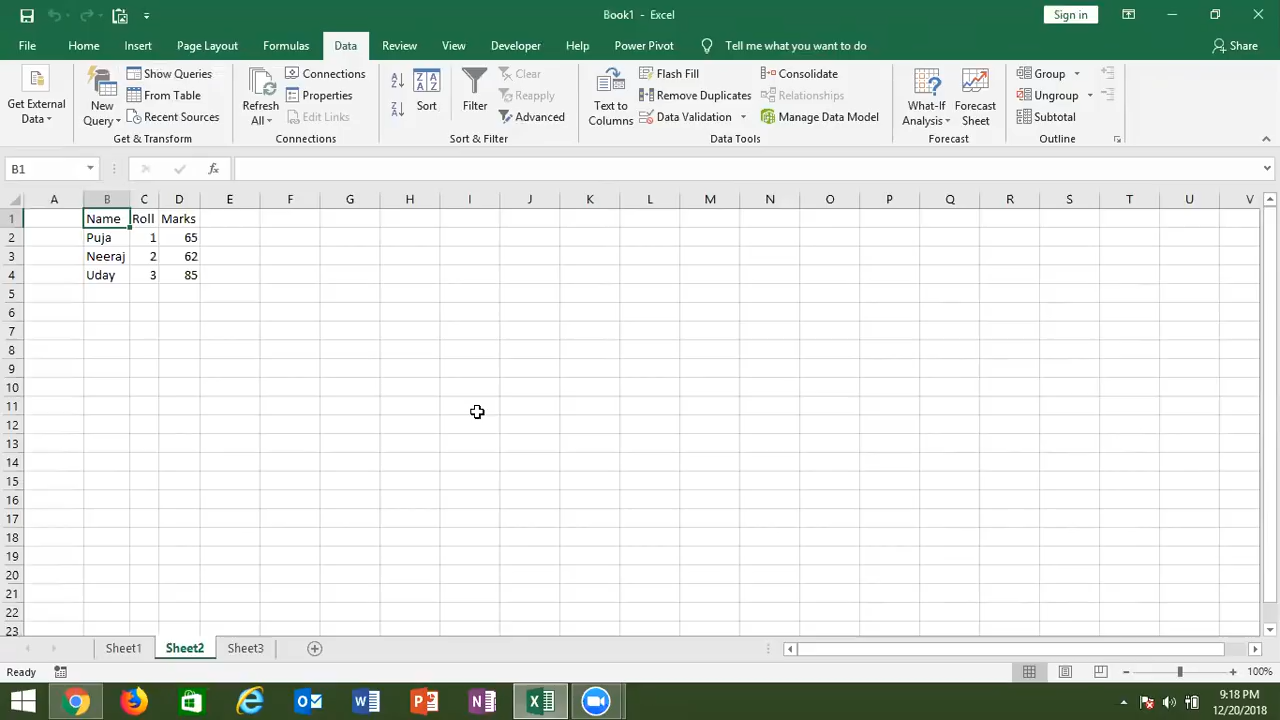 Book1 - Excel
Sign in
File Home Insert Page Layout Formulas Data Review View Developer Help Power Pivot Tell me what you want to do Share
Get External Data
New Query
Show Queries
From Table
Recent Sources
Get & Transform
Refresh All
Connections
Properties
Edit Links
Connections
Sort
Filter
Clear
Reapply
Advanced
Sort & Filter
Text to Columns
Flash Fill
Remove Duplicates
Data Validation
Consolidate
Relationships
Manage Data Model
Data Tools
What-If Analysis
Forecast Sheet
Forecast
Group
Ungroup
Subtotal
Outline
B1 fx
A B C D E F G H I J K L M N O P Q R S T U V
1 Name Roll Marks
2 Puja 1 65
3 Neeraj 2 62
4 Uday 3 85
5
6
7
8
9
10
11
12
13
14
15
16
17
18
19
20
21
22
23
Sheet1 Sheet2 Sheet3
Ready 100%
9:18 PM
12/20/2018